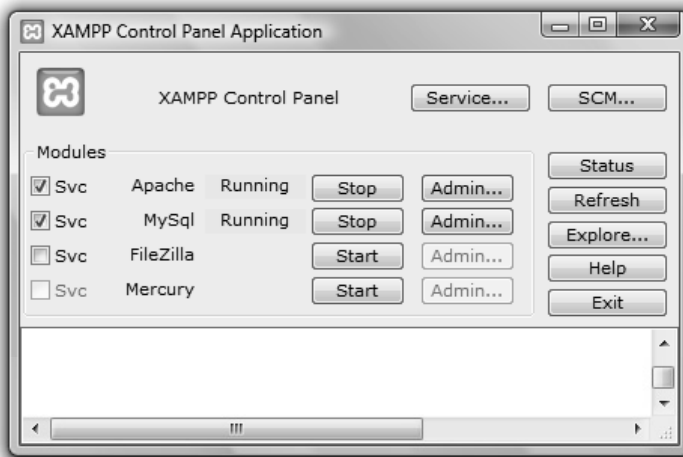 XAMPP Control Panel Application
XAMPP Control Panel Service... SCM...
Modules
Svc Apache Running Stop Admin...
Svc MySql Running Stop Admin...
Svc FileZilla Start Admin...
Svc Mercury Start Admin...
Status
Refresh
Explore...
Help
Exit